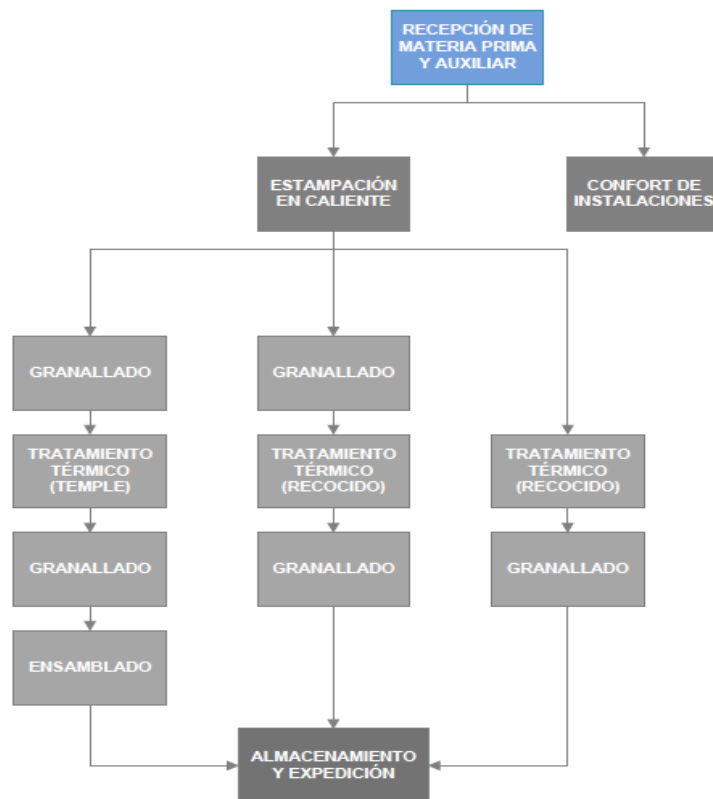 RECEPCIÓN DE
MATERIA PRIMA
Y AUXILIAR
ESTAMPACIÓN
EN CALIENTE
CONFORT DE
INSTALACIONES
GRANALLADO
GRANALLADO
TRATAMIENTO
TÉRMICO
(TEMPLE)
TRATAMIENTO
TÉRMICO
(RECOCIDO)
TRATAMIENTO
TÉRMICO
(RECOCIDO)
GRANALLADO
GRANALLADO
GRANALLADO
ENSAMBLADO
ALMACENAMIENTO
Y EXPEDICIÓN